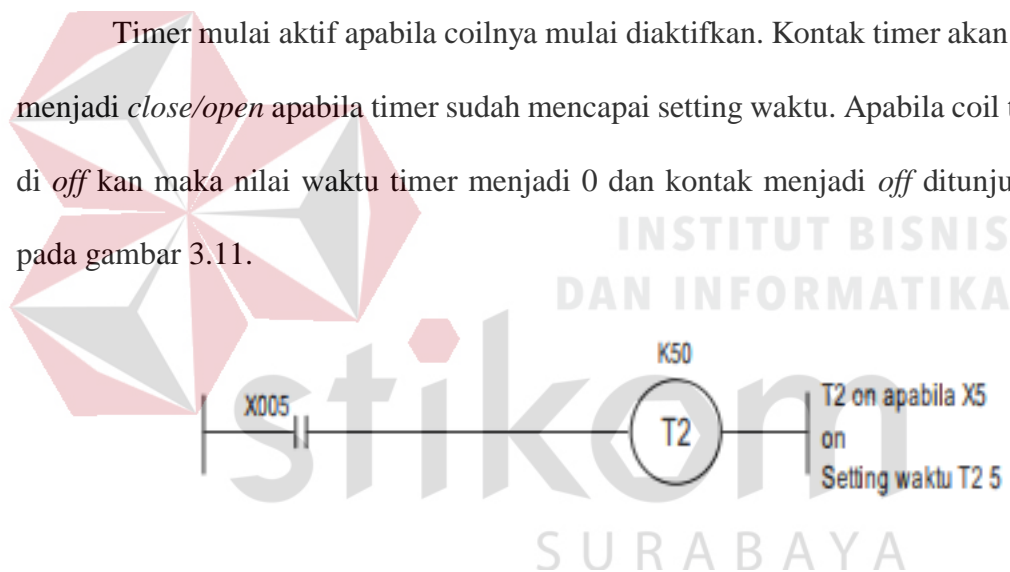 Timer mulai aktif apabila coilnya mulai diaktifkan. Kontak timer akan
menjadi close/open apabila timer sudah mencapai setting waktu. Apabila coil
di off kan maka nilai waktu timer menjadi 0 dan kontak menjadi off
pada gambar 3.11.
INSTITUT BISNIS
DAN INFORMATIKA
stikom
SURABAYA
K50
X005
T2
T2 on apabila X5
on
Setting waktu T2 5